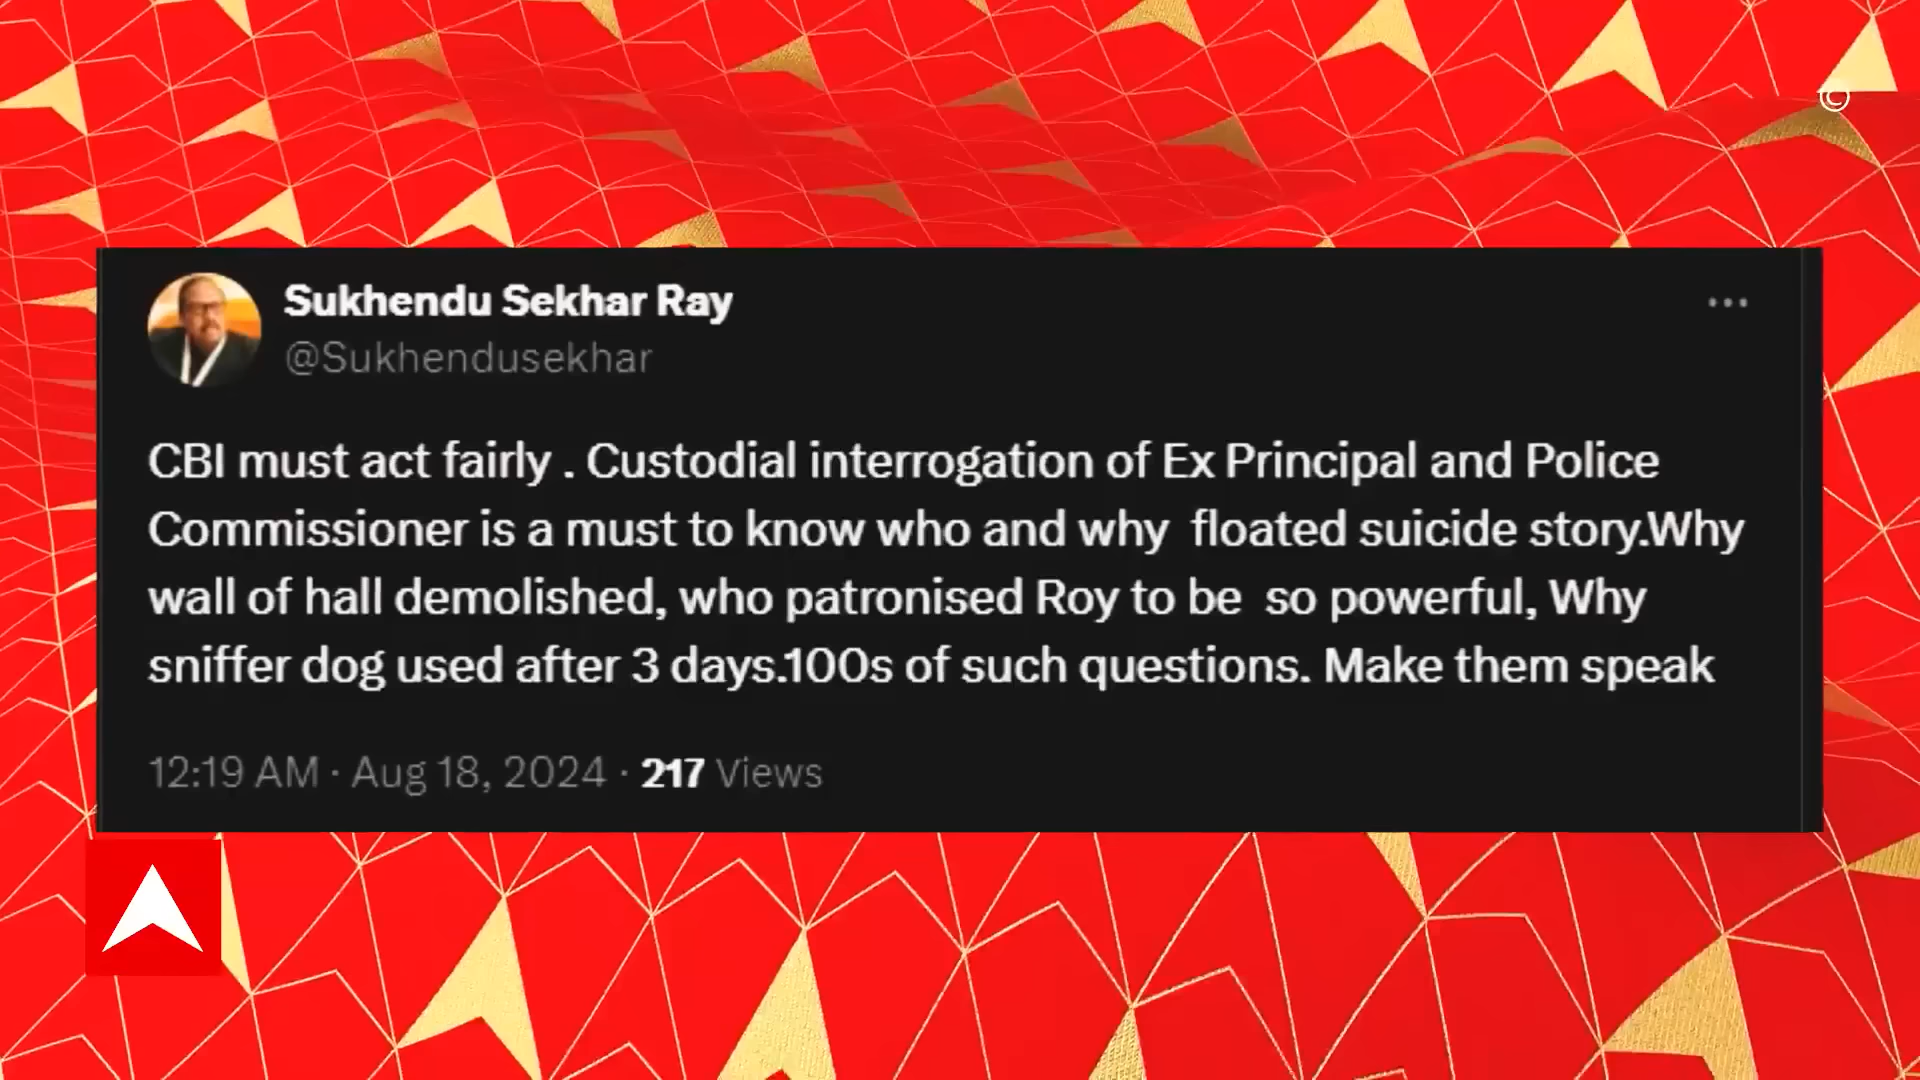 ©
Sukhendu Sekhar Ray
@Sukhendusekhar
CBI must act fairly . Custodial interrogation of Ex Principal and Police
Commissioner is a must to know who and why  floated suicide story.Why
wall of hall demolished, who patronised Roy to be  so powerful, Why
sniffer dog used after 3 days.100s of such questions. Make them speak
12:19 AM · Aug 18, 2024 · 217 Views